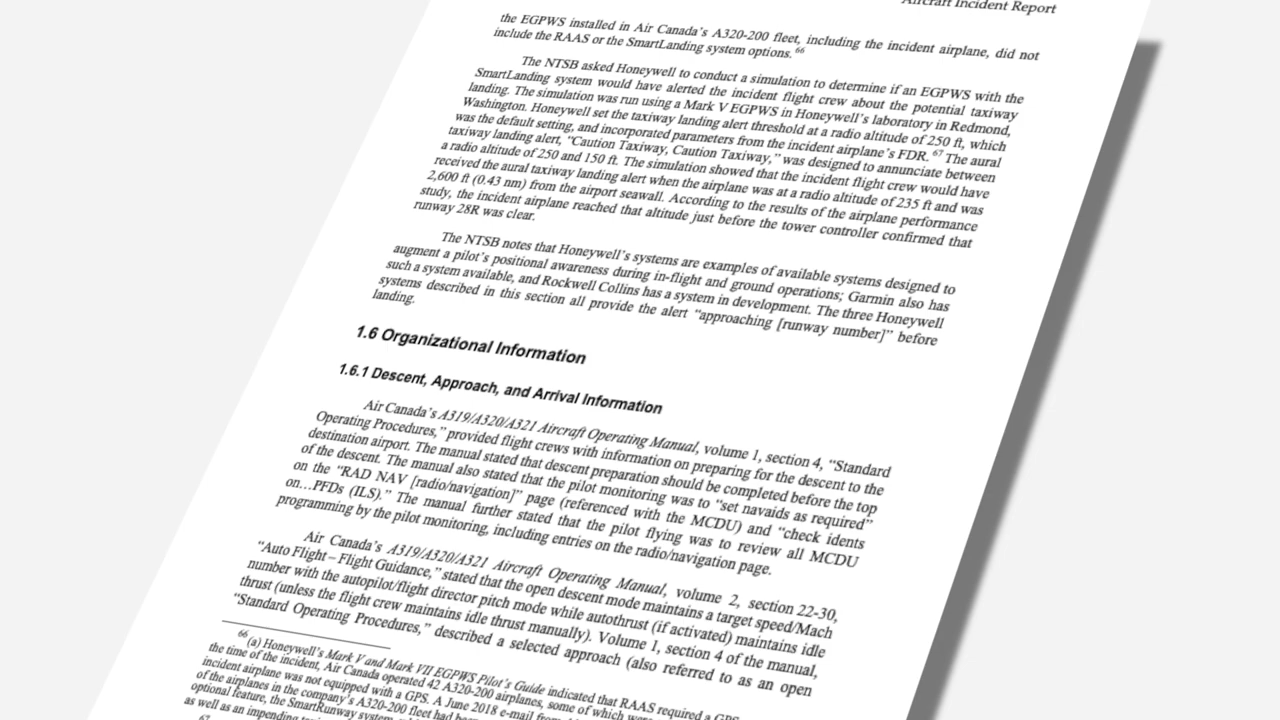 Aircraft Incident Report
the EGPWS installed in Air Canada's A320-200 fleet, including the incident airplane, did not
include the RAAS or the SmartLanding system options. 66
The NTSB asked Honeywell to conduct a simulation to determine if an EGPWS with the
SmartLanding system would have alerted the incident flight crew about the potential taxiway
landing. The simulation was run using a Mark V EGPWS in Honeywell's laboratory in Redmond,
Washington. Honeywell set the taxiway landing alert threshold at a radio altitude of 250 ft, which
was the default setting, and incorporated parameters from the incident airplane's FDR. 67 The aural
taxiway landing alert, "Caution Taxiway, Caution Taxiway," was designed to annunciate between
a radio altitude of 250 and 150 ft. The simulation showed that the incident flight crew would have
received the aural taxiway landing alert when the airplane was at a radio altitude of 235 ft and was
2,600 ft (0.43 nm) from the airport seawall. According to the results of the airplane performance
study, the incident airplane reached that altitude just before the tower controller confirmed that
runway 28R was clear.
The NTSB notes that Honeywell's systems are examples of available systems designed to
augment a pilot's positional awareness during in-flight and ground operations; Garmin also has
such a system available, and Rockwell Collins has a system in development. The three Honeywell
systems described in this section all provide the alert "approaching [runway number]" before
landing.
1.6 Organizational Information
1.6.1 Descent, Approach, and Arrival Information
Air Canada's A319/A320/A321 Aircraft Operating Manual, volume 1, section 4, "Standard
Operating Procedures," provided flight crews with information on preparing for the descent to the
destination airport. The manual stated that descent preparation should be completed before the top
of the descent. The manual also stated that the pilot monitoring was to "set navaids as required"
on the "RAD NAV [radio/navigation]" page (referenced with the MCDU) and "check idents
on…PFDs (ILS)." The manual further stated that the pilot flying was to review all MCDU
programming by the pilot monitoring, including entries on the radio/navigation page.
Air Canada's A319/A320/A321 Aircraft Operating Manual, volume 2, section 22-30,
"Auto Flight – Flight Guidance," stated that the open descent mode maintains a target speed/Mach
number with the autopilot/flight director pitch mode while autothrust (if activated) maintains idle
thrust (unless the flight crew maintains idle thrust manually). Volume 1, section 4 of the manual,
"Standard Operating Procedures," described a selected approach (also referred to as an open
66 (a) Honeywell's Mark V and Mark VII EGPWS Pilot's Guide indicated that RAAS required a GPS.
the time of the incident, Air Canada operated 42 A320-200 airplanes, some of which were
incident airplane was not equipped with a GPS. A June 2018 e-mail from
of the airplanes in the company's A320-200 fleet had been
optional feature, the SmartRunway system
as well as an impending
67